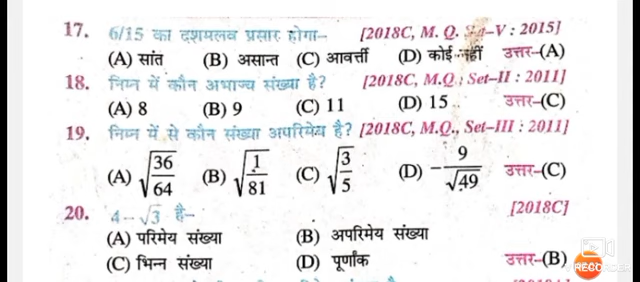 17. 6/15 का दशमलव प्रसार होगा– [2018C, M. Q. Set–V : 2015]
(A) सांत (B) असान्त (C) आवर्ती (D) कोई नहीं उत्तर–(A)
18. निम्न में कौन अभाज्य संख्या है? [2018C, M.Q., Set–II : 2011]
(A) 8 (B) 9 (C) 11 (D) 15 उत्तर–(C)
19. निम्न में से कौन संख्या अपरिमेय है? [2018C, M.Q., Set–III : 2011]
(A) √36/64 (B) √1/81 (C) √3/5 (D) –9/√49 उत्तर–(C)
20. 4–√3 है– [2018C]
(A) परिमेय संख्या (B) अपरिमेय संख्या
(C) भिन्न संख्या (D) पूर्णांक उत्तर–(B)
RECORDER